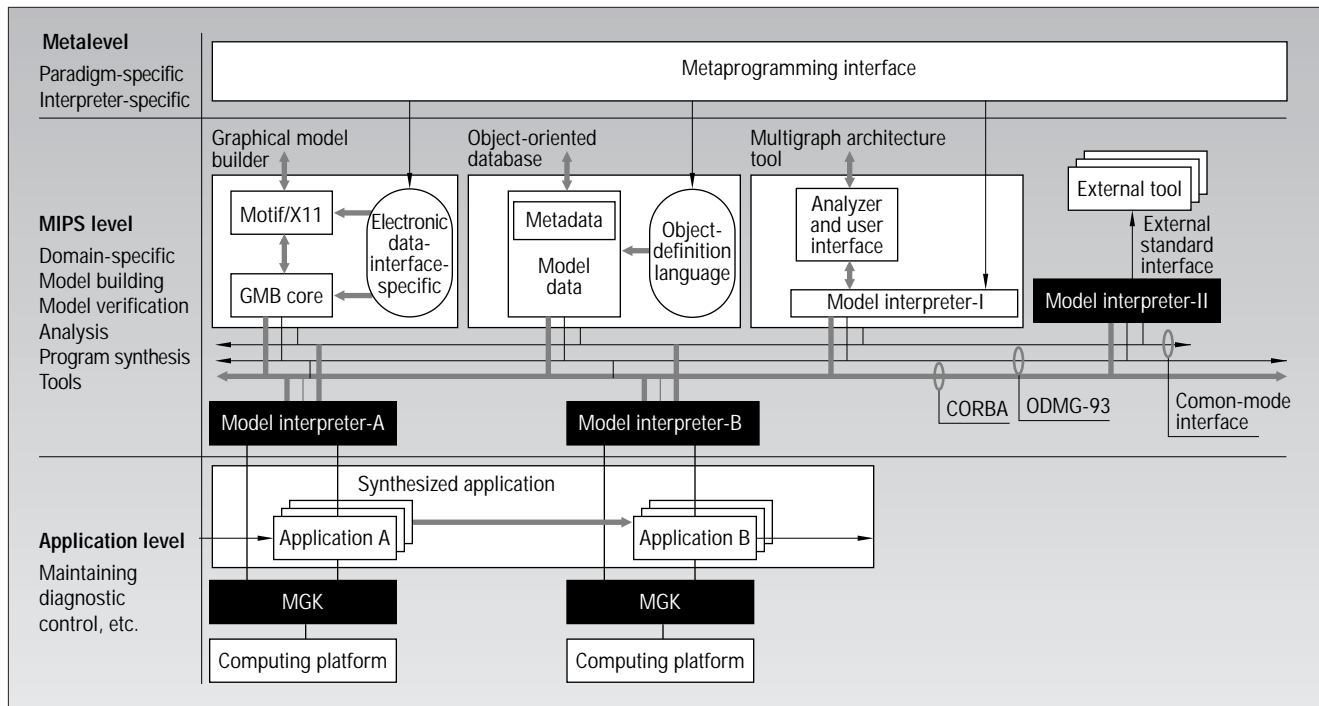 Metalevel
Paradigm-specific
Interpreter-specific
Metaprogramming interface
MIPS level
Domain-specific
Model building
Model verification
Analysis
Program synthesis
Tools
Graphical model
builder
Motif/X11
GMB core
Electronic
data-
interface-
specific
Object-oriented
database
Metadata
Model
data
Object-
definition
language
Multigraph architecture
tool
Analyzer
and user
interface
Model interpreter-I
External tool
External
standard
interface
Model interpreter-II
CORBA
ODMG-93
Comon-mode
interface
Model interpreter-A
Model interpreter-B
Application level
Maintaining
diagnostic
control, etc.
Synthesized application
Application A
Application B
MGK
MGK
Computing platform
Computing platform